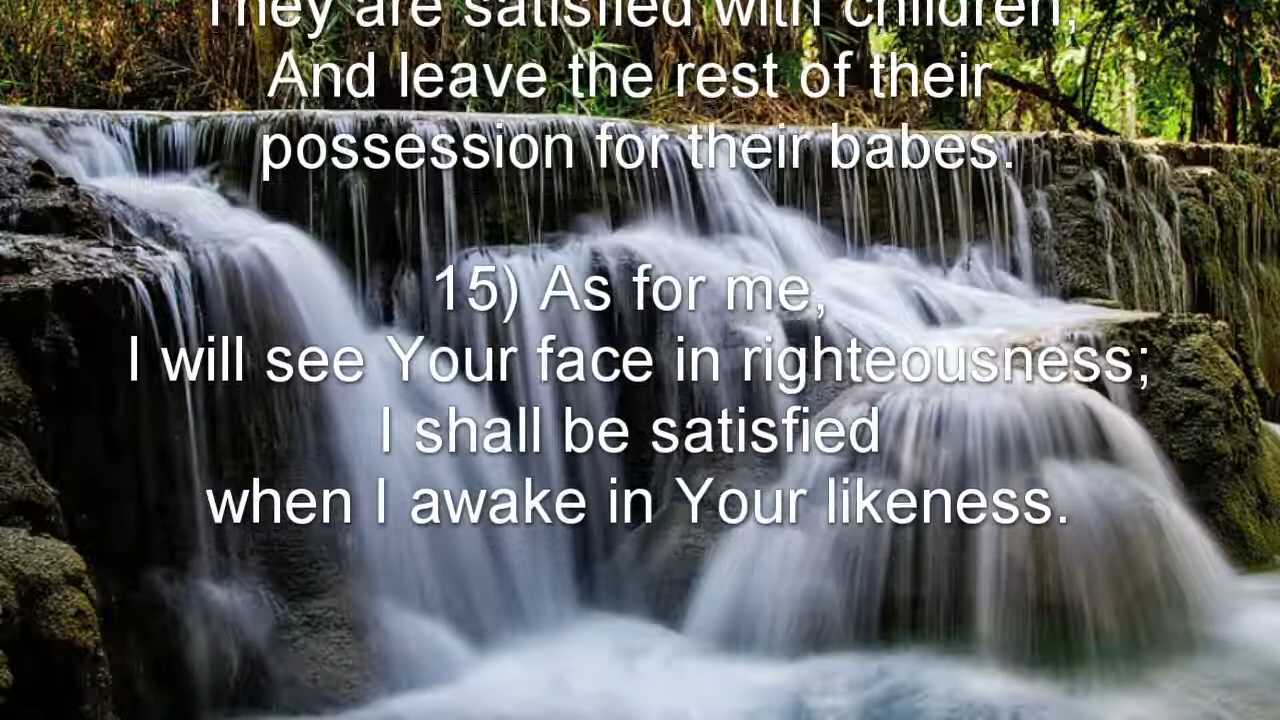 They are satisfied with children,
And leave the rest of their
possession for their babes.
15) As for me,
I will see Your face in righteousness;
I shall be satisfied
when I awake in Your likeness.